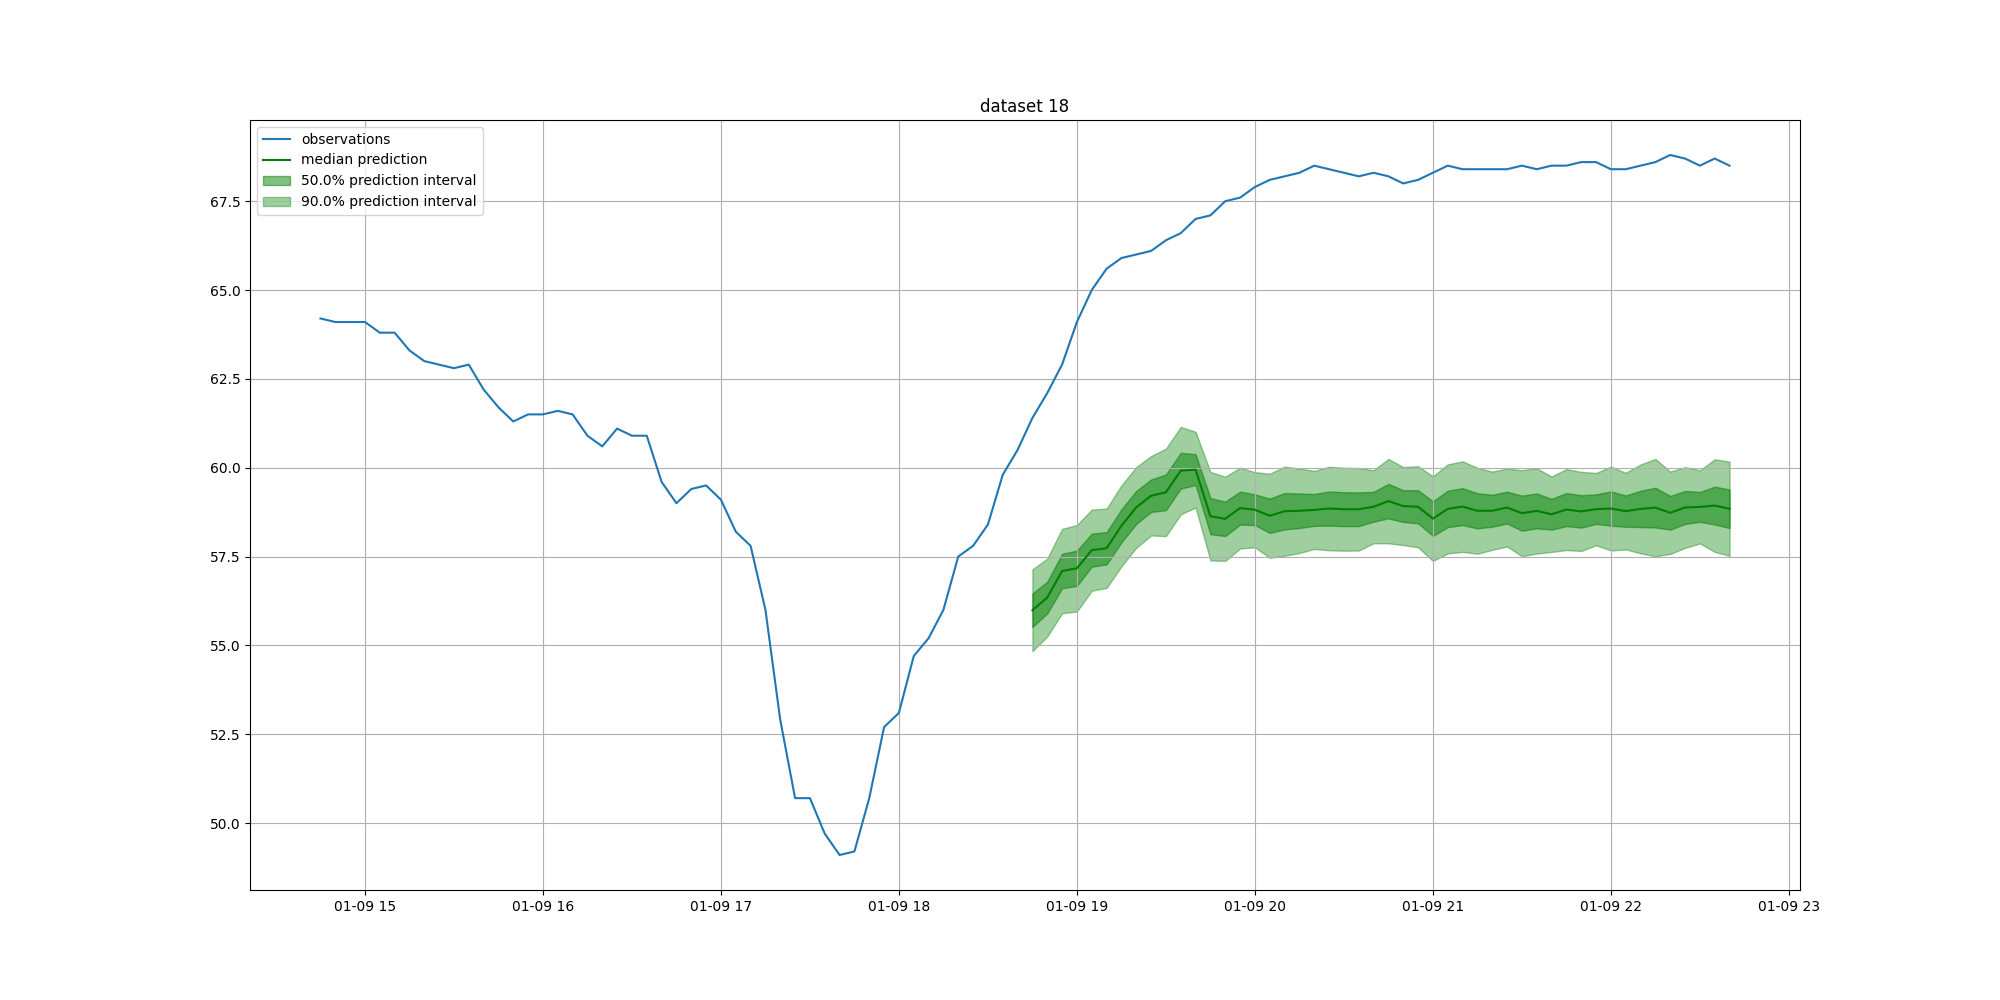 dataset 18
observations
median prediction
50.0% prediction interval
90.0% prediction interval
67.5
65.0
62.5
60.0
57.5
55.0
52.5
50.0
01-09 15 01-09 16 01-09 17 01-09 18 01-09 19 01-09 20 01-09 21 01-09 22 01-09 23